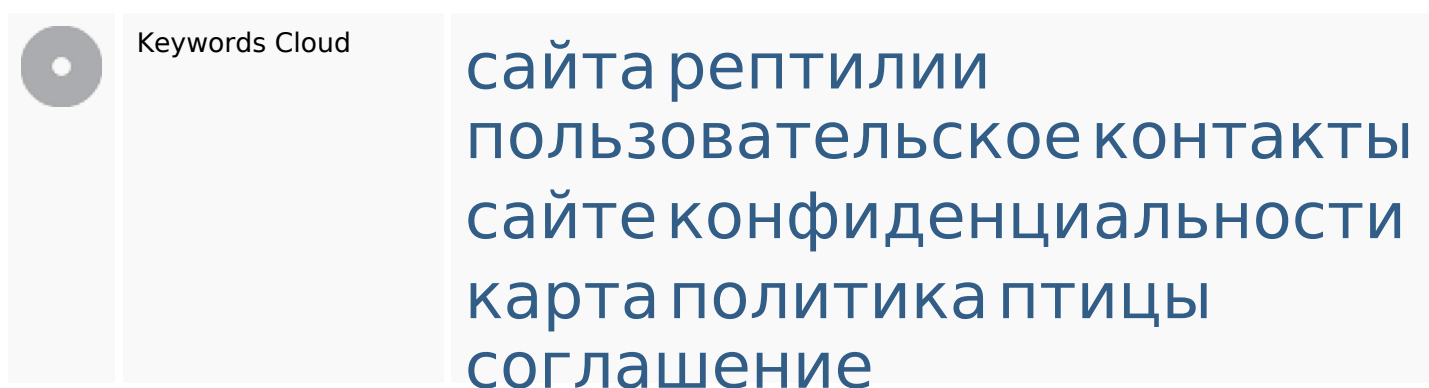 Keywords Cloud
сайта рептилии
пользовательское контакты
сайте конфиденциальности
карта политика птицы
соглашение